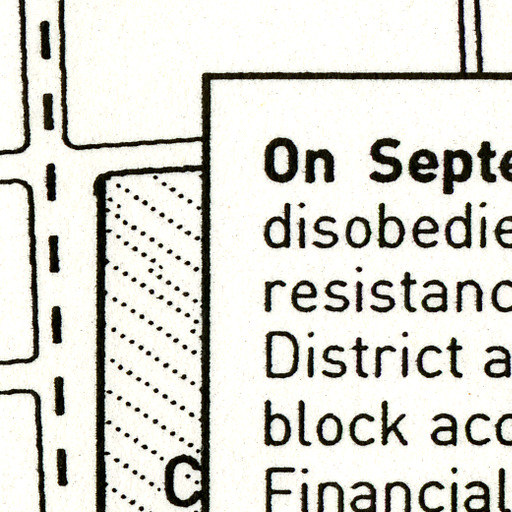 On Septe
disobedie
resistanc
District a
block acc
Financial
C